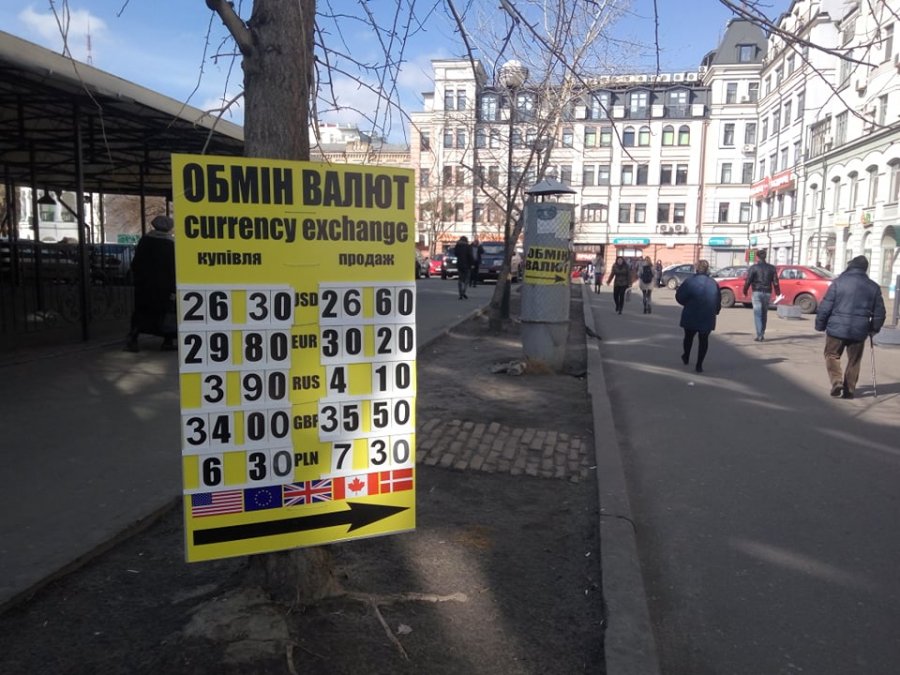 ОБМІН ВАЛЮТ
currency exchange
купівля продаж
26 30 USD 26 60
29 80 EUR 30 20
3 90 RUS 4 10
34 00 GBP 35 50
6 30 PLN 7 30
ОБМІН
ВАЛЮТ